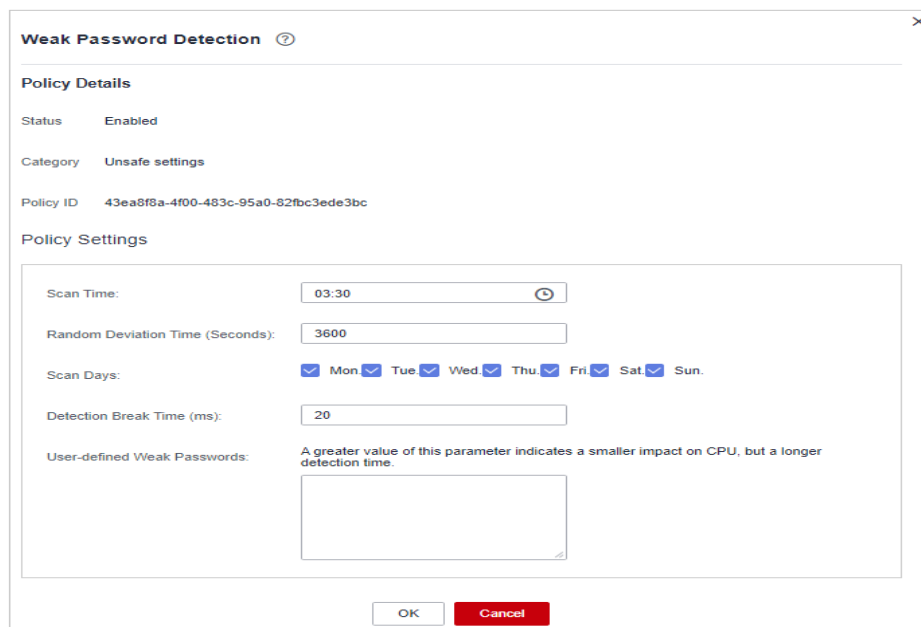 Weak Password Detection ?
Policy Details
Status Enabled
Category Unsafe settings
Policy ID 43ea8f8a-4f00-483c-95a0-82fbc3ede3bc
Policy Settings
Scan Time: 03:30
Random Deviation Time (Seconds): 3600
Scan Days: Mon. Tue. Wed. Thu. Fri. Sat. Sun.
Detection Break Time (ms): 20
User-defined Weak Passwords: A greater value of this parameter indicates a smaller impact on CPU, but a longer
detection time.
OK Cancel